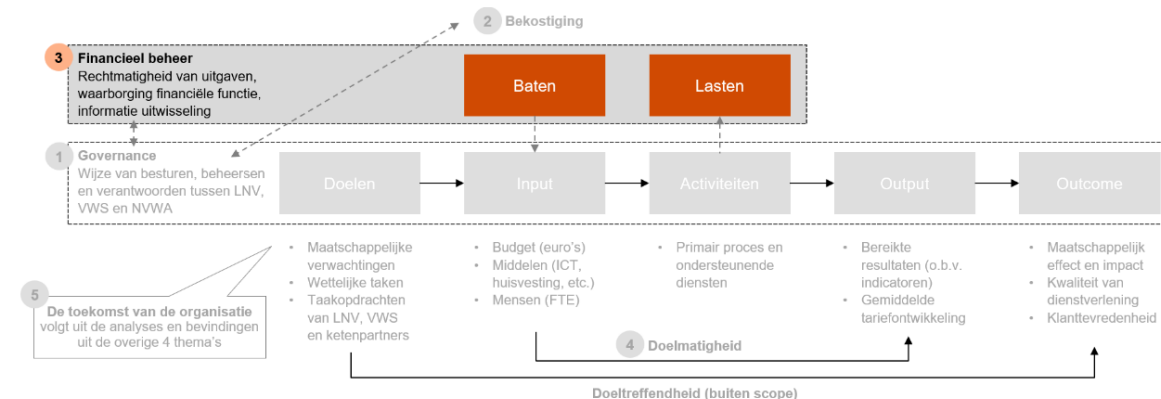 2 Bekostiging
3 Financieel beheer
Rechtmatigheid van uitgaven,
waarborging financiële functie,
informatie uitwisseling
Baten
Lasten
1 Governance
Wijze van besturen, beheersen
en verantwoorden tussen LNV,
VWS en NVWA
Doelen
Input
Activiteiten
Output
Outcome
• Maatschappelijke
verwachtingen
• Wettelijke taken
• Taakopdrachten
van LNV, VWS
en ketenpartners
• Budget (euro's)
• Middelen (ICT,
huisvesting, etc.)
• Mensen (FTE)
• Primair proces en
ondersteunende
diensten
• Bereikte
resultaten (o.b.v.
indicatoren)
• Gemiddelde
tariefontwikkeling
• Maatschappelijk
effect en impact
• Kwaliteit van
dienstverlening
• Klanttevredenheid
5
De toekomst van de organisatie
volgt uit de analyses en bevindingen
uit de overige 4 thema's
4 Doelmatigheid
Doeltreffendheid (buiten scope)